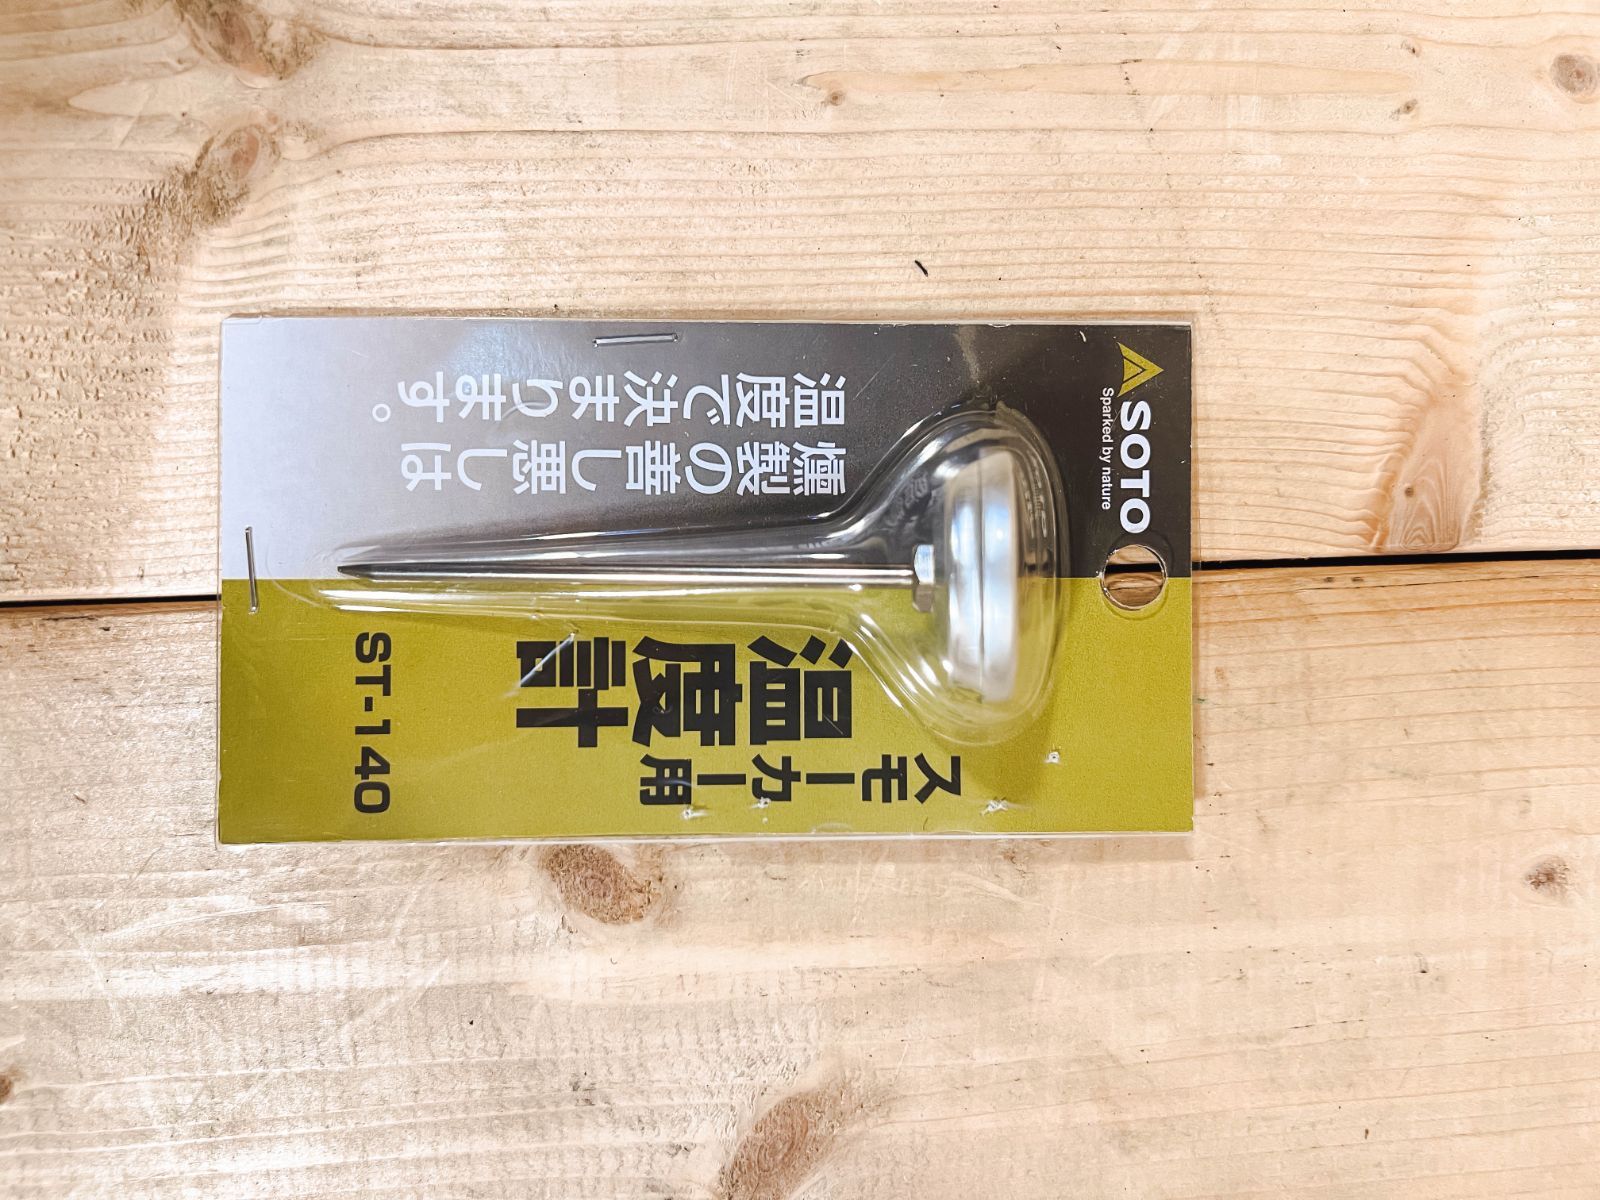 SOTO
Sparked by nature
燻製の善し悪しは
温度で決まります。
スモーカー用
温度計
ST-140